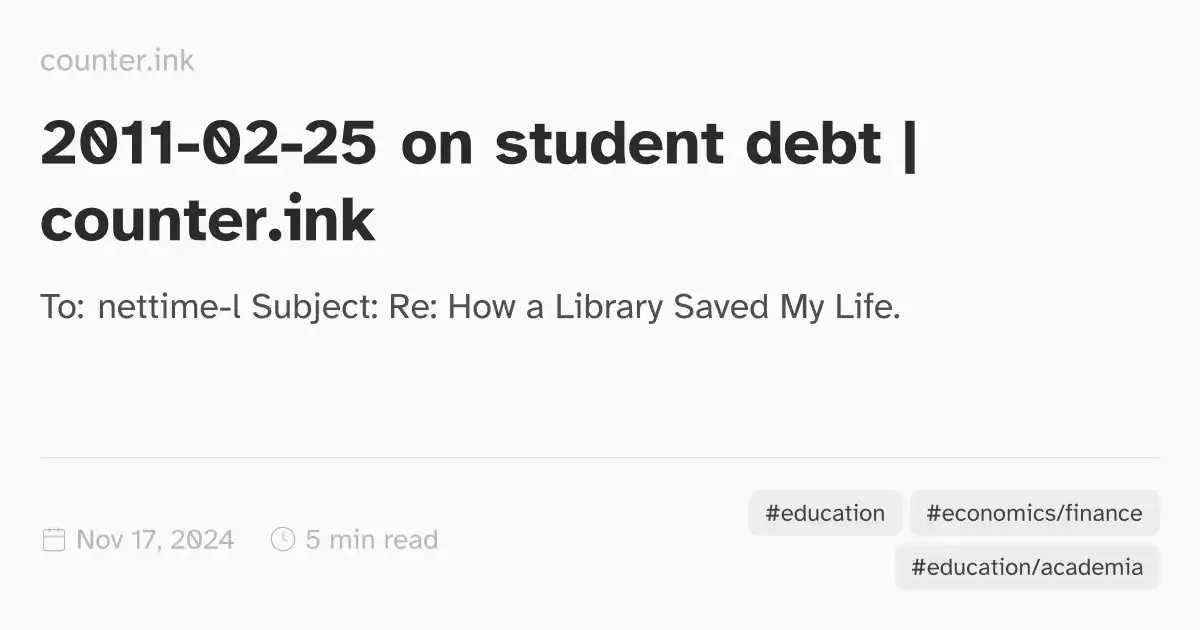 counter.ink
2011-02-25 on student debt |
counter.ink
To: nettime-l Subject: Re: How a Library Saved My Life.
#education #economics/finance
Nov 17, 2024 5 min read
#education/academia